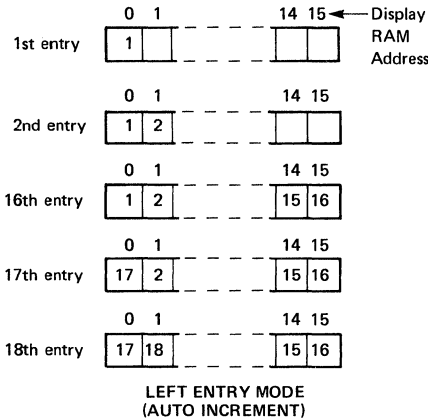 0 1 14 15 Display
RAM
Address
1st entry 1
0 1 14 15
2nd entry 1 2
0 1 14 15
16th entry 1 2 15 16
0 1 14 15
17th entry 17 2 15 16
0 1 14 15
18th entry 17 18 15 16
LEFT ENTRY MODE
(AUTO INCREMENT)